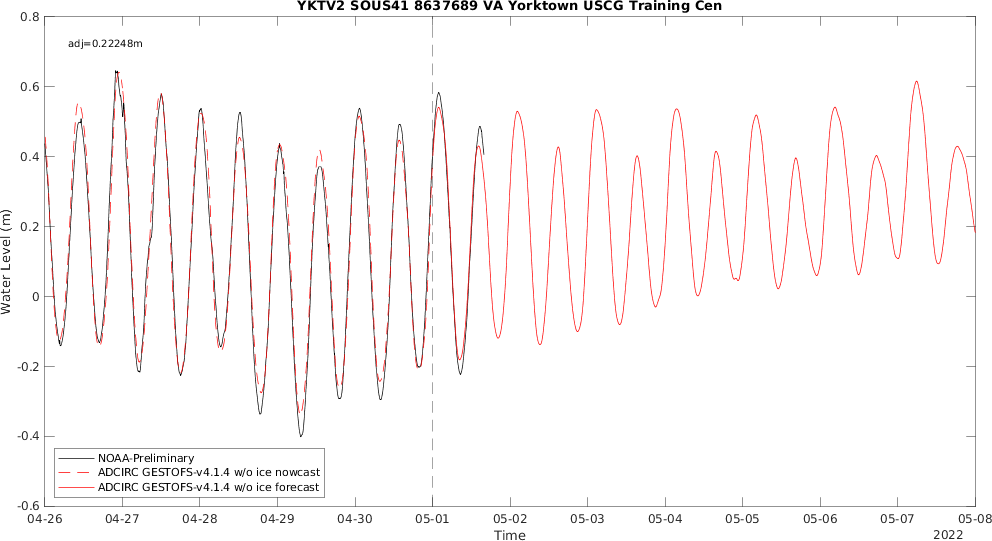 YKTV2 SOUS41 8637689 VA Yorktown USCG Training Cen
adj=0.22248m
0.8
0.6
0.4
0.2
0
-0.2
-0.4
-0.6
Water Level (m)
NOAA-Preliminary
ADCIRC GESTOFS-v4.1.4 w/o ice nowcast
ADCIRC GESTOFS-v4.1.4 w/o ice forecast
04-26 04-27 04-28 04-29 04-30 05-01 05-02 05-03 05-04 05-05 05-06 05-07 05-08
Time
2022